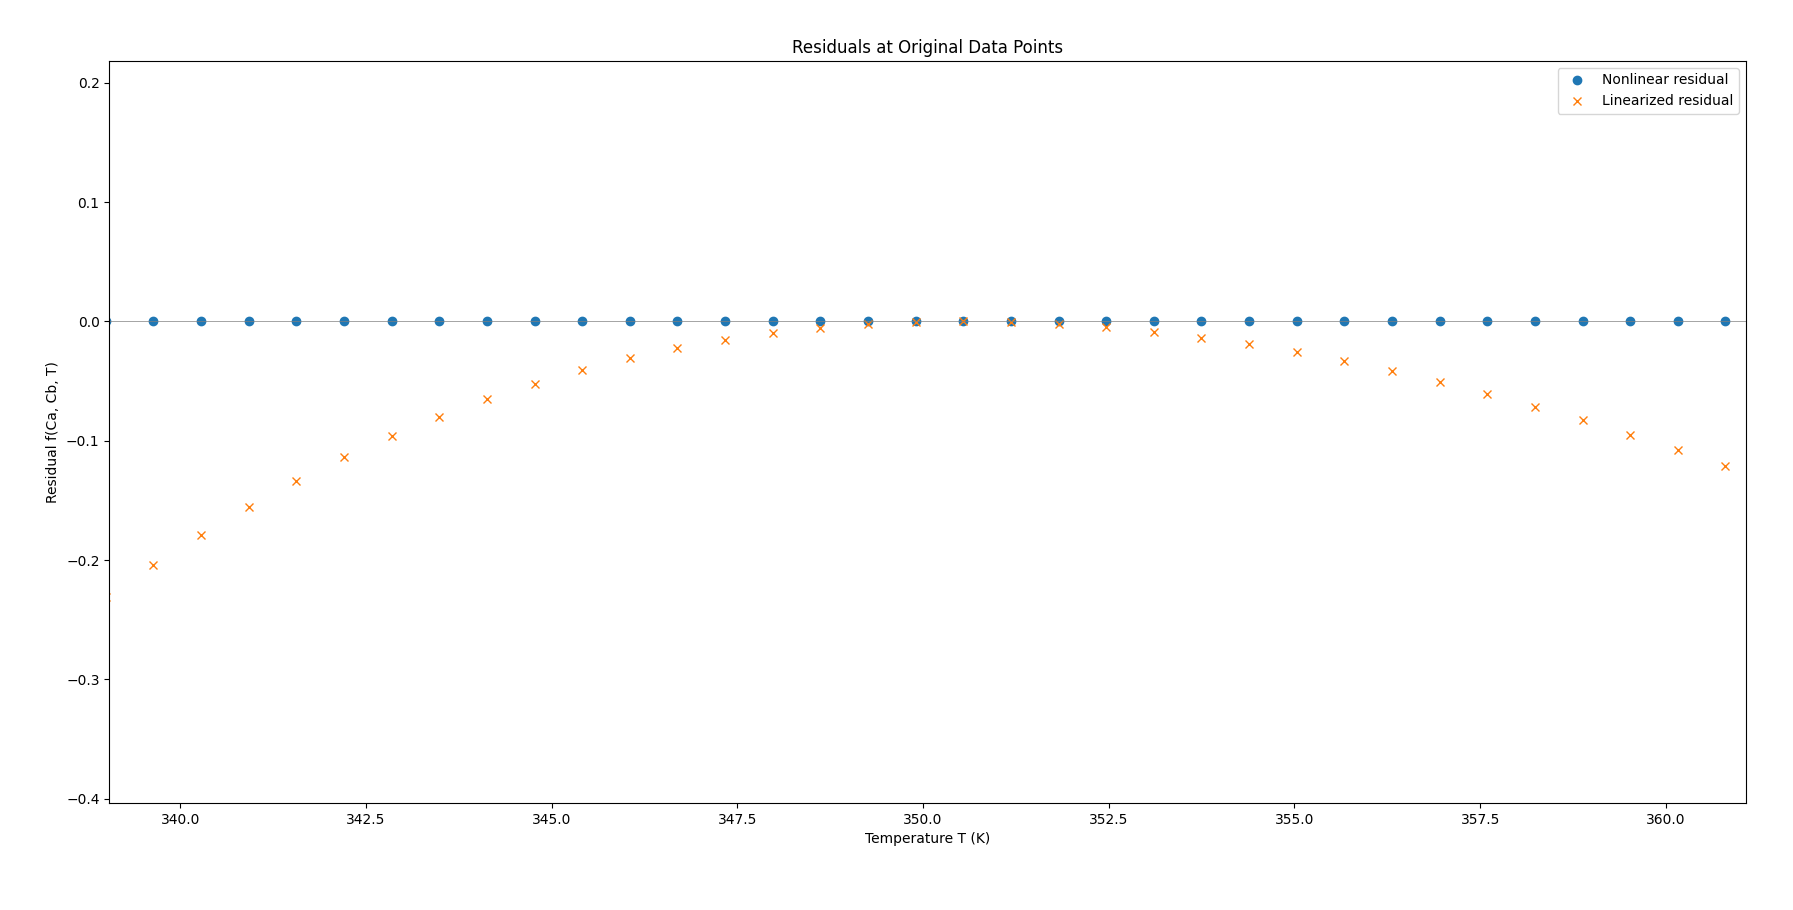 Residuals at Original Data Points
Nonlinear residual
Linearized residual
Residual f(Ca, Cb, T)
0.2
0.1
0.0
−0.1
−0.2
−0.3
−0.4
340.0 342.5 345.0 347.5 350.0 352.5 355.0 357.5 360.0
Temperature T (K)